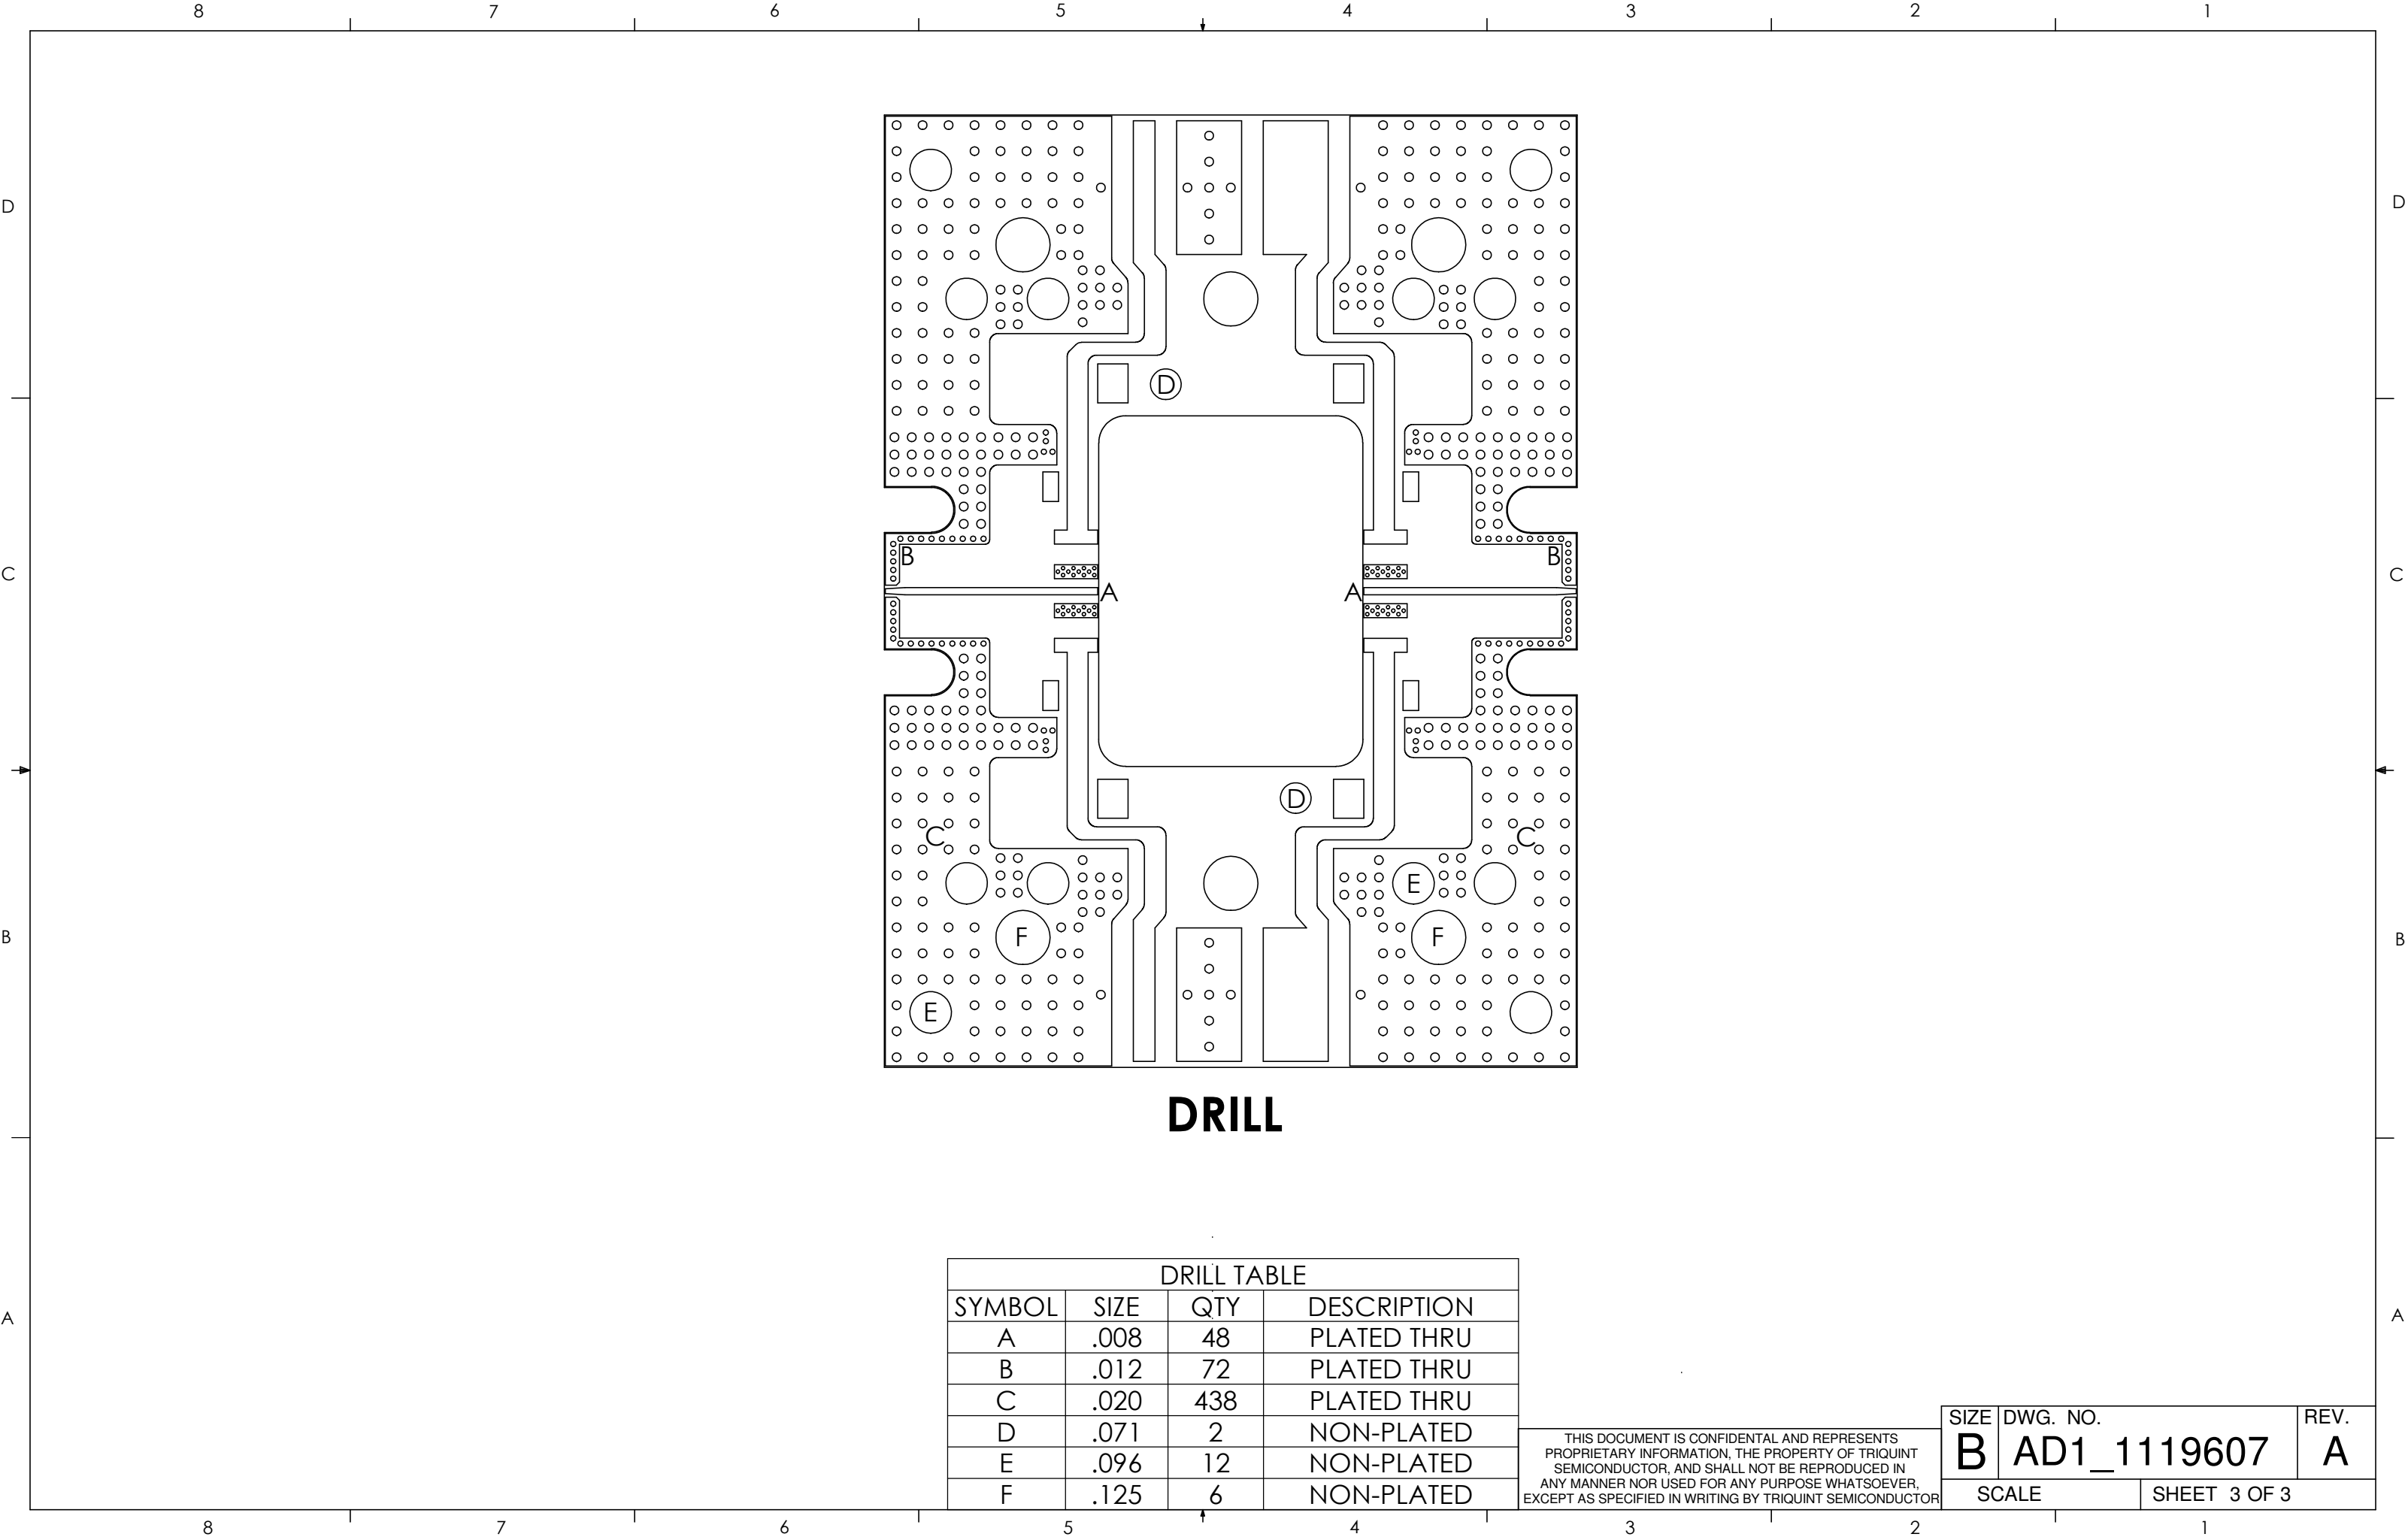 8 7 6 5 4 3 2 1
D D
D
C C
B B
A A
D
C C
E
B F F B
E
DRILL
DRILL TABLE
SYMBOL SIZE QTY DESCRIPTION
A .008 48 PLATED THRU
A A
B .012 72 PLATED THRU
C .020 438 PLATED THRU
D .071 2 NON-PLATED
E .096 12 NON-PLATED
F .125 6 NON-PLATED
THIS DOCUMENT IS CONFIDENTAL AND REPRESENTS
PROPRIETARY INFORMATION, THE PROPERTY OF TRIQUINT
SEMICONDUCTOR, AND SHALL NOT BE REPRODUCED IN
ANY MANNER NOR USED FOR ANY PURPOSE WHATSOEVER,
EXCEPT AS SPECIFIED IN WRITING BY TRIQUINT SEMICONDUCTOR
SIZE DWG. NO. REV.
B AD1_1119607 A
SCALE SHEET 3 OF 3
8 7 6 5 4 3 2 1